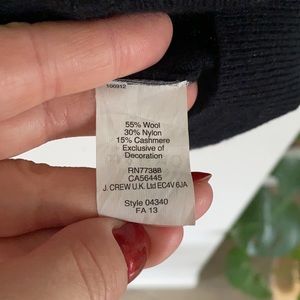 106912
55% Wool
30% Nylon
15% Cashmere
Exclusive of
Decoration
RN77388
CA56445
J. CREW U.K. Ltd EC4V 6JA
Style 04340
FA 13